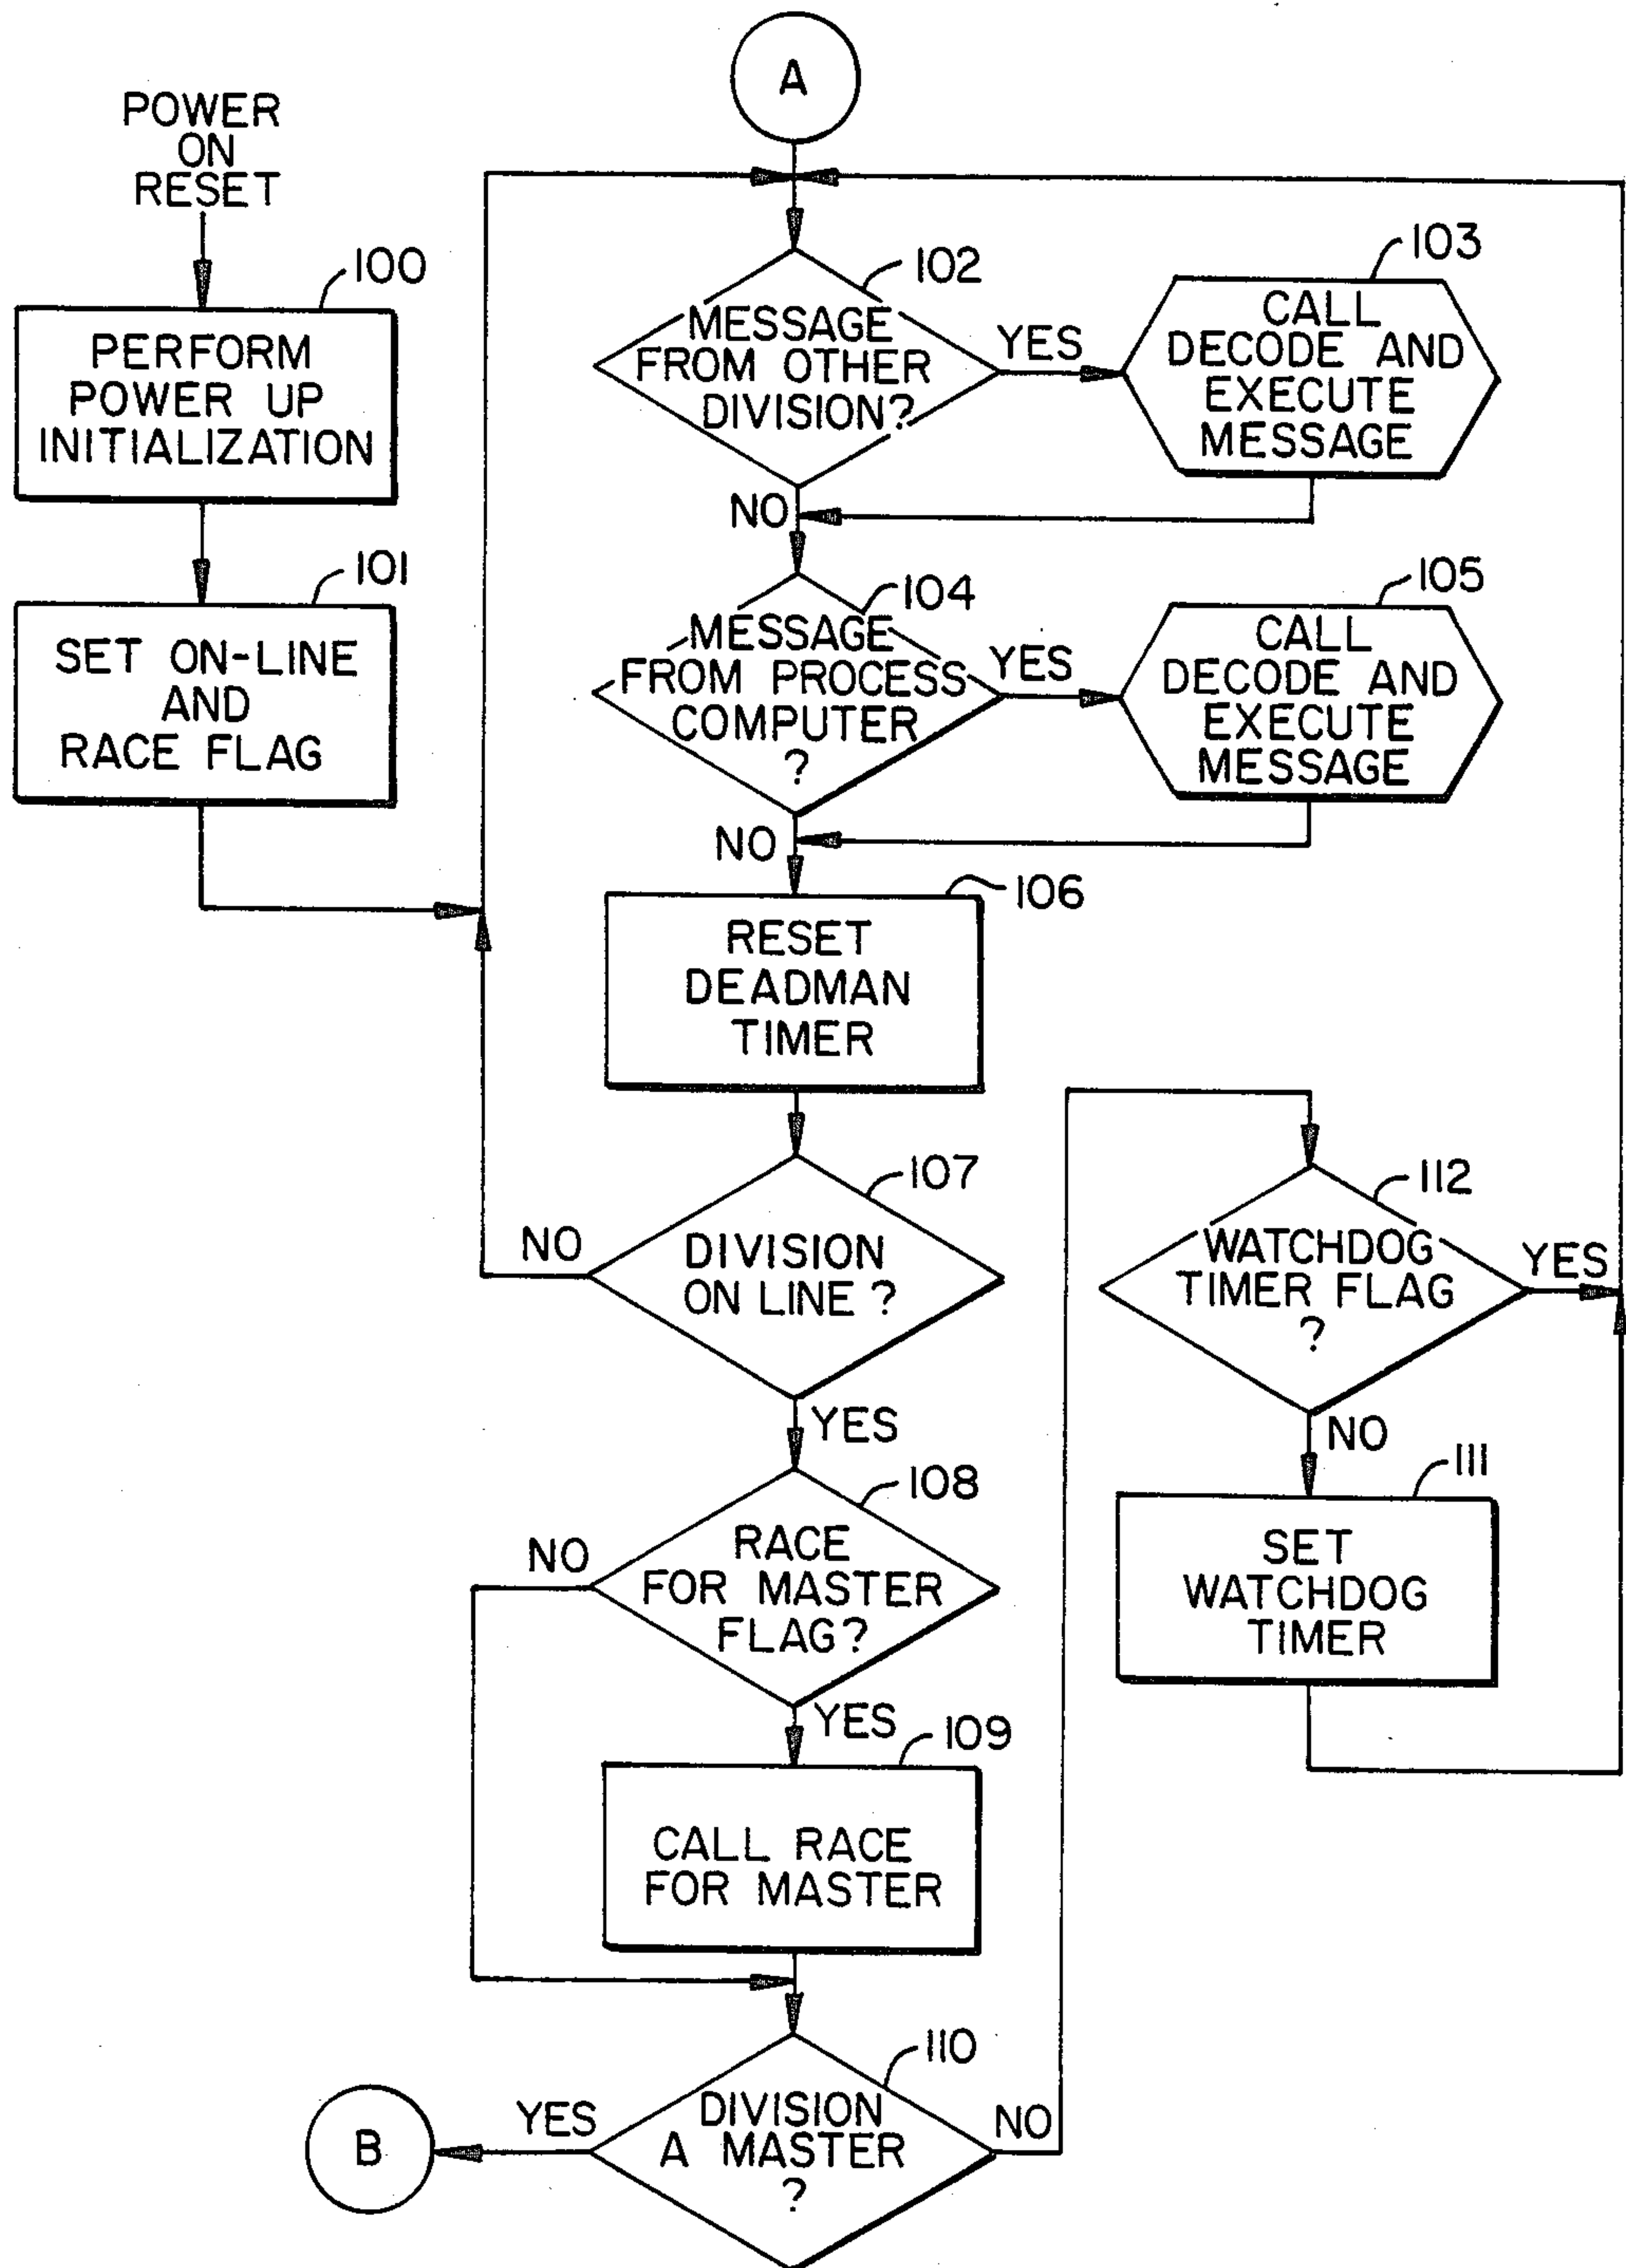 A
POWER
ON
RESET
100
PERFORM
POWER UP
INITIALIZATION
101
SET ON-LINE
AND
RACE FLAG
102
MESSAGE
FROM OTHER
DIVISION?
YES
NO
103
CALL
DECODE AND
EXECUTE
MESSAGE
104
MESSAGE
FROM PROCESS
COMPUTER
?
YES
NO
105
CALL
DECODE AND
EXECUTE
MESSAGE
106
RESET
DEADMAN
TIMER
107
DIVISION
ON LINE ?
NO
YES
108
RACE
FOR MASTER
FLAG?
NO
YES
109
CALL RACE
FOR MASTER
110
DIVISION
A MASTER
?
YES
NO
B
112
WATCHDOG
TIMER FLAG
?
YES
NO
111
SET
WATCHDOG
TIMER